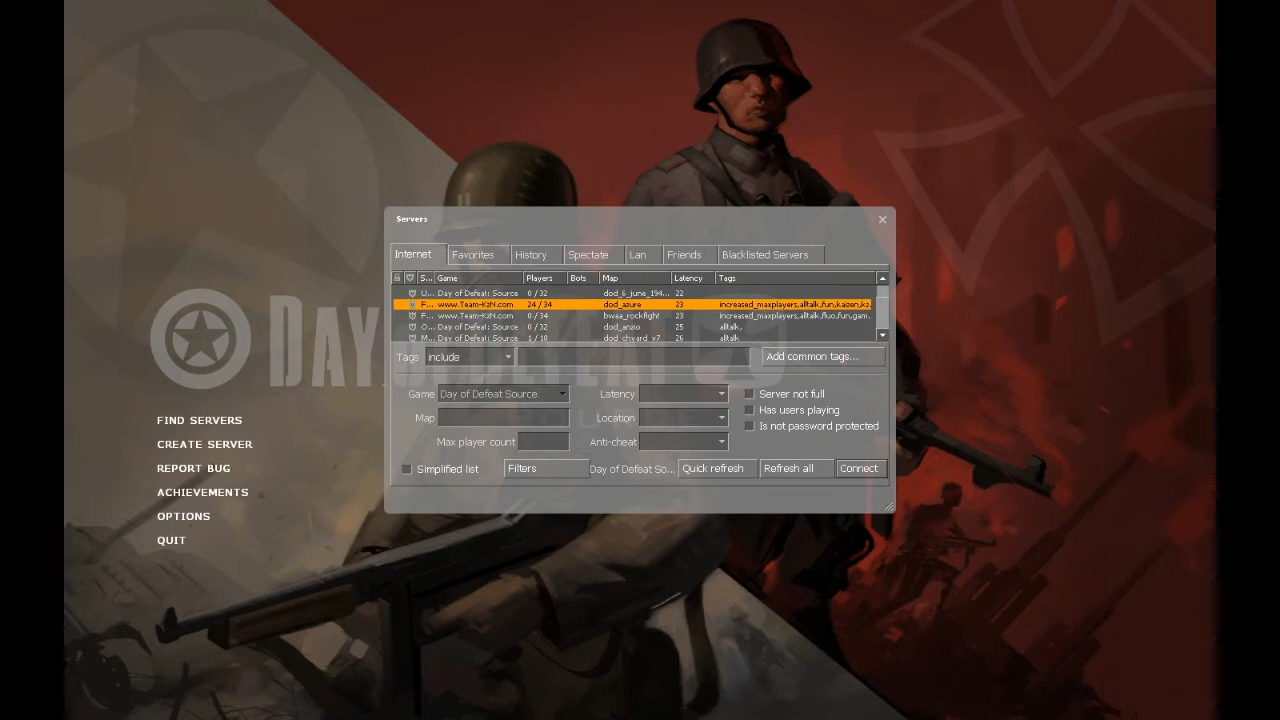 Servers
Internet Favorites History Spectate Lan Friends Blacklisted Servers
S... Game Players Bots Map Latency Tags
U... Day of Defeat: Source 0 / 32 dod_6_june_194... 22
F... www.Team-KzN.com 24 / 34 dod_azure 23 increased_maxplayers,alltalk,fun,kaizen,kz.
F... www.Team-KzN.com 0 / 34 bwaa_rockfight 23 increased_maxplayers,alltalk,fluo,fun,gam.
O... Day of Defeat: Source 0 / 32 dod_anzio 25 alltalk,
M... Day of Defeat: Source 1 / 18 dod_chyard_v7 26 alltalk
Tags include Add common tags...
DAY OF DEFEAT
Game Day of Defeat Source Latency Server not full
Has users playing
Map Location
Is not password protected
Max player count Anti-cheat
Simplified list Filters Day of Defeat So... Quick refresh Refresh all Connect
FIND SERVERS
CREATE SERVER
REPORT BUG
ACHIEVEMENTS
OPTIONS
QUIT